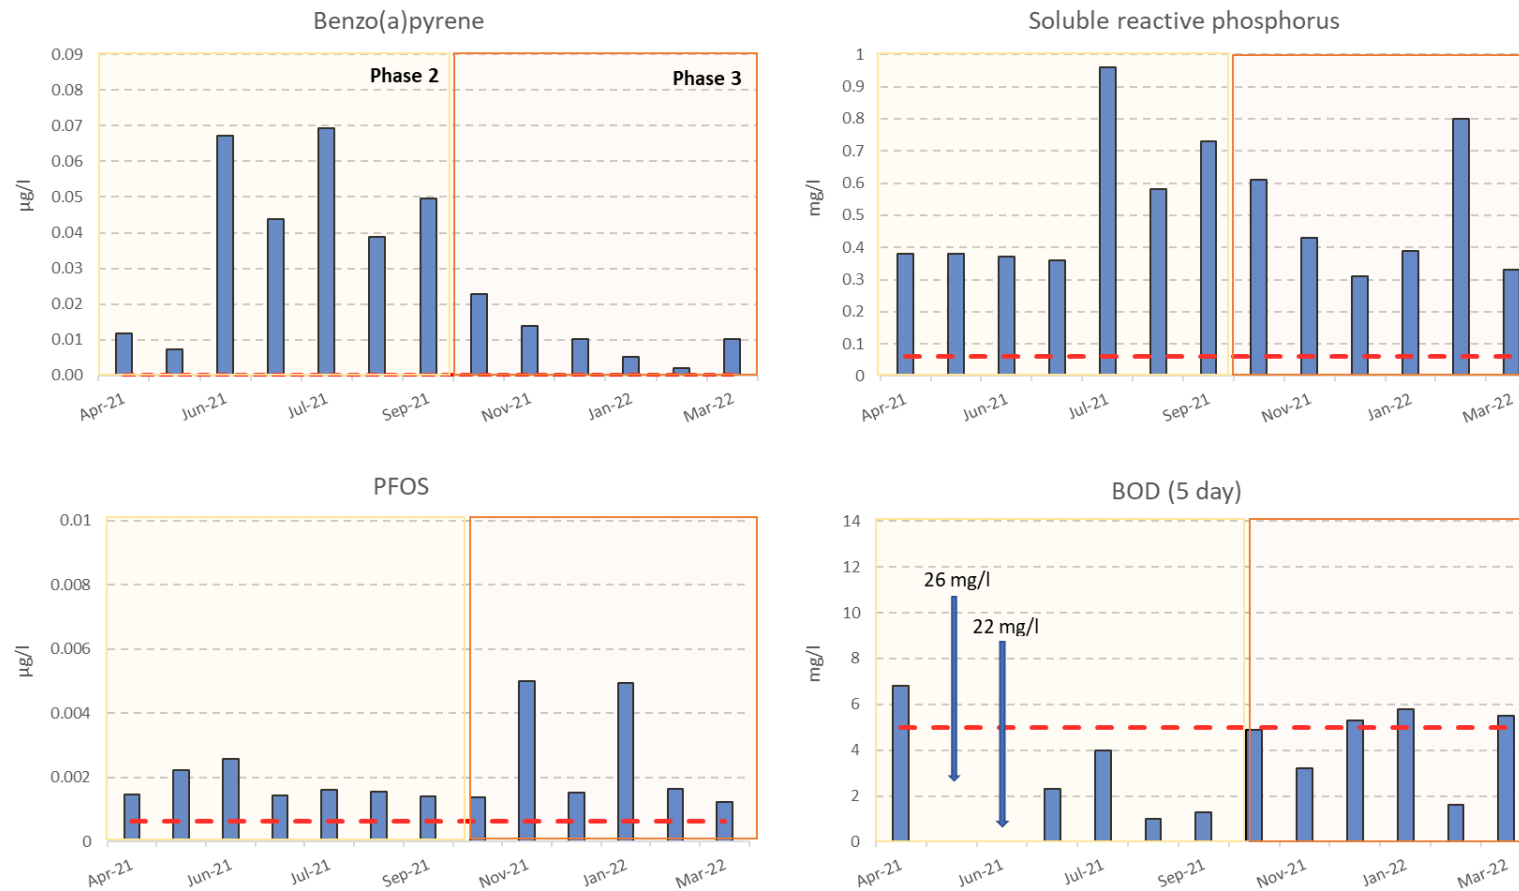 Benzo(a)pyrene
0.09
0.08
0.07
0.06
0.05
0.04
0.03
0.02
0.01
0.00
µg/l
Phase 2
Phase 3
Apr-21
Jun-21
Jul-21
Sep-21
Nov-21
Jan-22
Mar-22
Soluble reactive phosphorus
1
0.9
0.8
0.7
0.6
0.5
0.4
0.3
0.2
0.1
0
mg/l
Apr-21
Jun-21
Jul-21
Sep-21
Nov-21
Jan-22
Mar-22
PFOS
0.01
0.008
0.006
0.004
0.002
0
µg/l
Apr-21
Jun-21
Jul-21
Sep-21
Nov-21
Jan-22
Mar-22
BOD (5 day)
14
12
10
8
6
4
2
0
mg/l
26 mg/l
22 mg/l
Apr-21
Jun-21
Jul-21
Sep-21
Nov-21
Jan-22
Mar-22